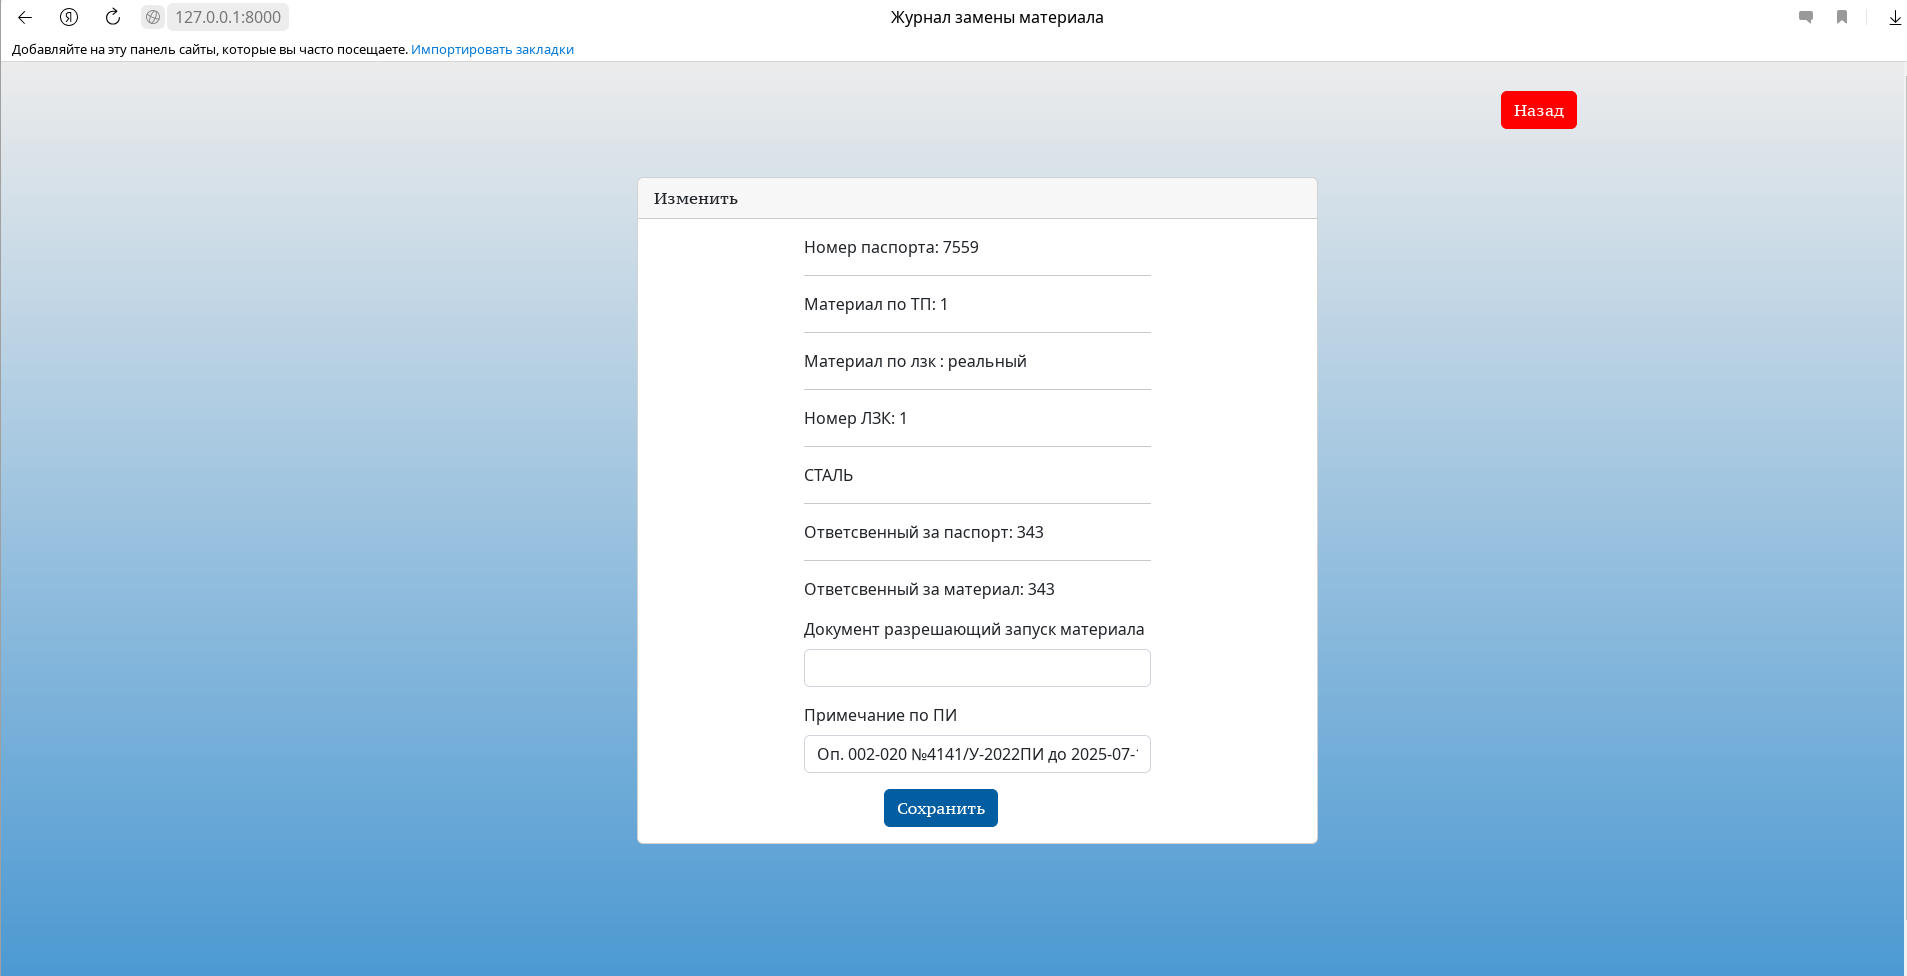 127.0.0.1:8000
Журнал замены материала
Добавляйте на эту панель сайты, которые вы часто посещаете. Импортировать закладки
Назад
Изменить
Номер паспорта: 7559
Материал по ТП: 1
Материал по лзк : реальный
Номер ЛЗК: 1
СТАЛЬ
Ответсвенный за паспорт: 343
Ответсвенный за материал: 343
Документ разрешающий запуск материала
Примечание по ПИ
Оп. 002-020 №4141/У-2022ПИ до 2025-07-
Сохранить